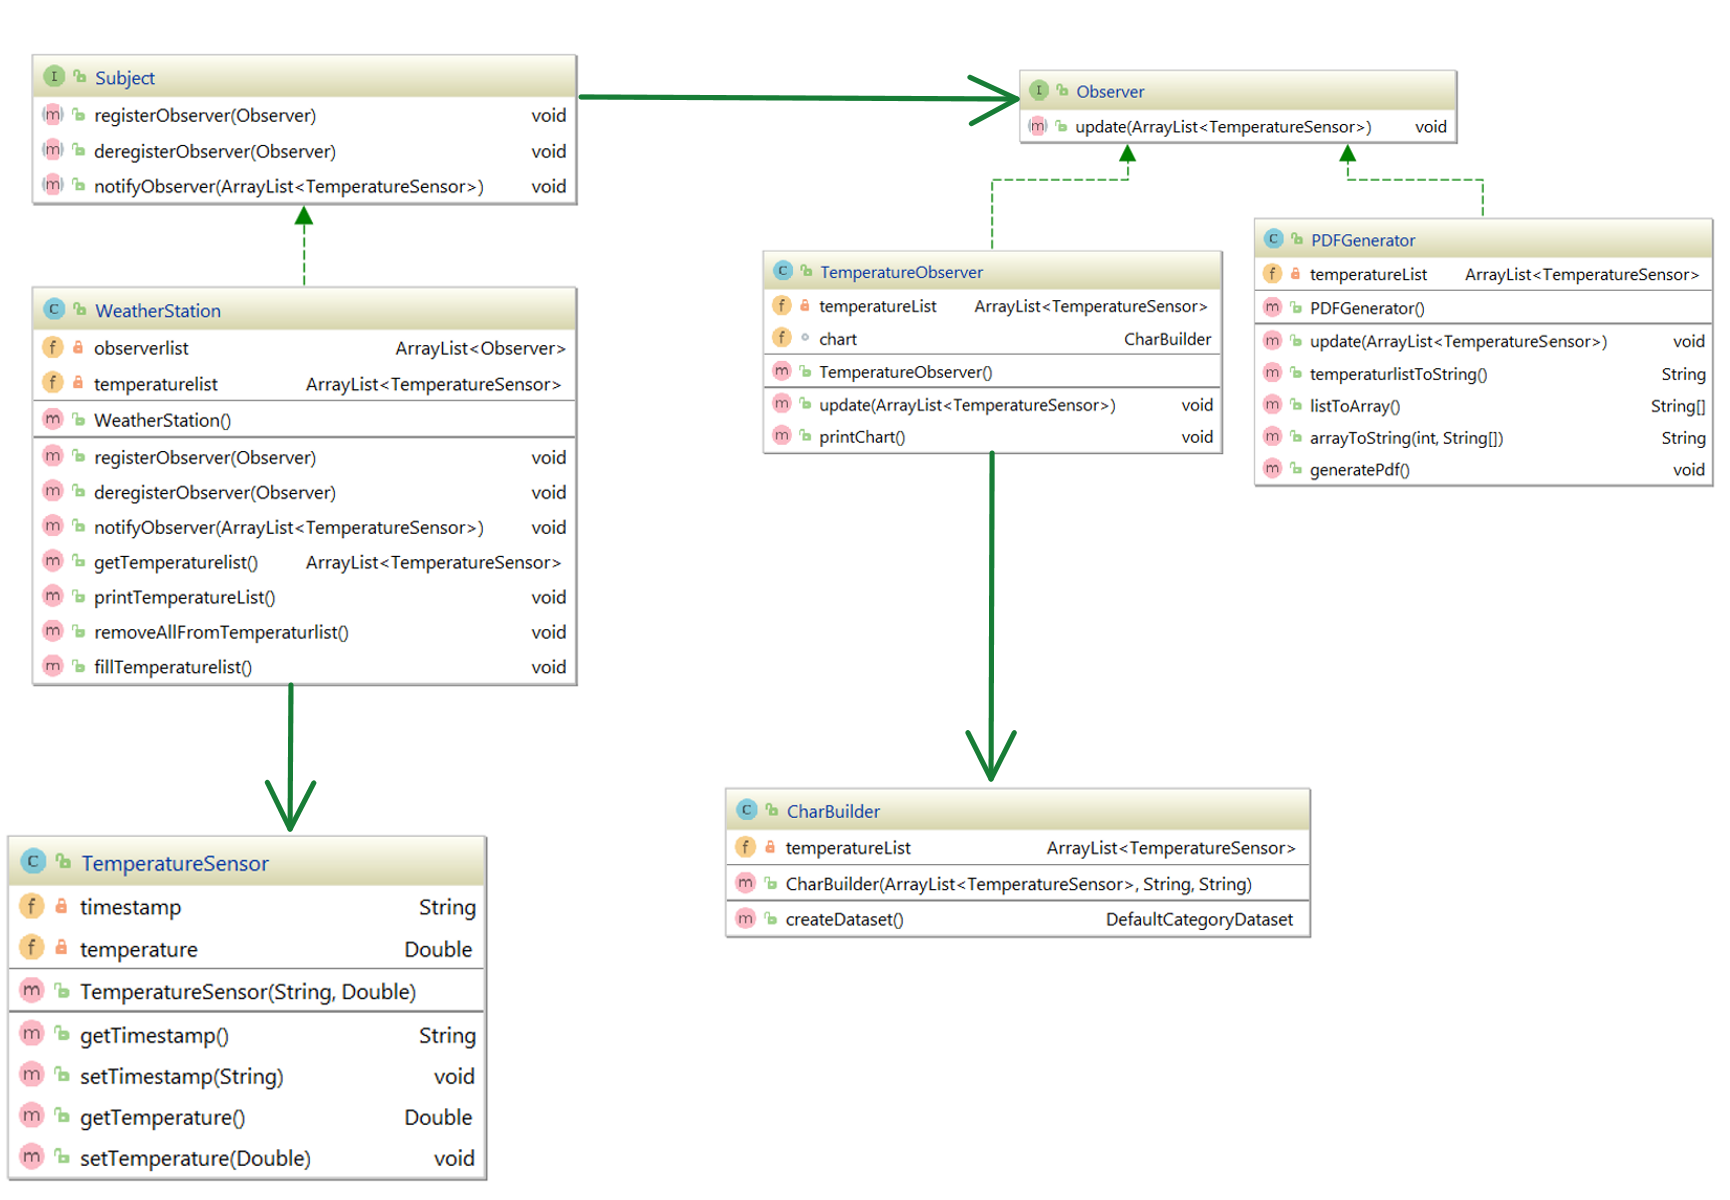 I Subject
m registerObserver(Observer) void
m deregisterObserver(Observer) void
m notifyObserver(ArrayList<TemperatureSensor>) void
I Observer
m update(ArrayList<TemperatureSensor>) void
C WeatherStation
f observerlist ArrayList<Observer>
f temperaturelist ArrayList<TemperatureSensor>
m WeatherStation()
m registerObserver(Observer) void
m deregisterObserver(Observer) void
m notifyObserver(ArrayList<TemperatureSensor>) void
m getTemperaturelist() ArrayList<TemperatureSensor>
m printTemperatureList() void
m removeAllFromTemperaturlist() void
m fillTemperaturelist() void
C TemperatureObserver
f temperatureList ArrayList<TemperatureSensor>
f chart CharBuilder
m TemperatureObserver()
m update(ArrayList<TemperatureSensor>) void
m printChart() void
C PDFGenerator
f temperatureList ArrayList<TemperatureSensor>
m PDFGenerator()
m update(ArrayList<TemperatureSensor>) void
m temperaturlistToString() String
m listToArray() String[]
m arrayToString(int, String[]) String
m generatePdf() void
C TemperatureSensor
f timestamp String
f temperature Double
m TemperatureSensor(String, Double)
m getTimestamp() String
m setTimestamp(String) void
m getTemperature() Double
m setTemperature(Double) void
C CharBuilder
f temperatureList ArrayList<TemperatureSensor>
m CharBuilder(ArrayList<TemperatureSensor>, String, String)
m createDataset() DefaultCategoryDataset